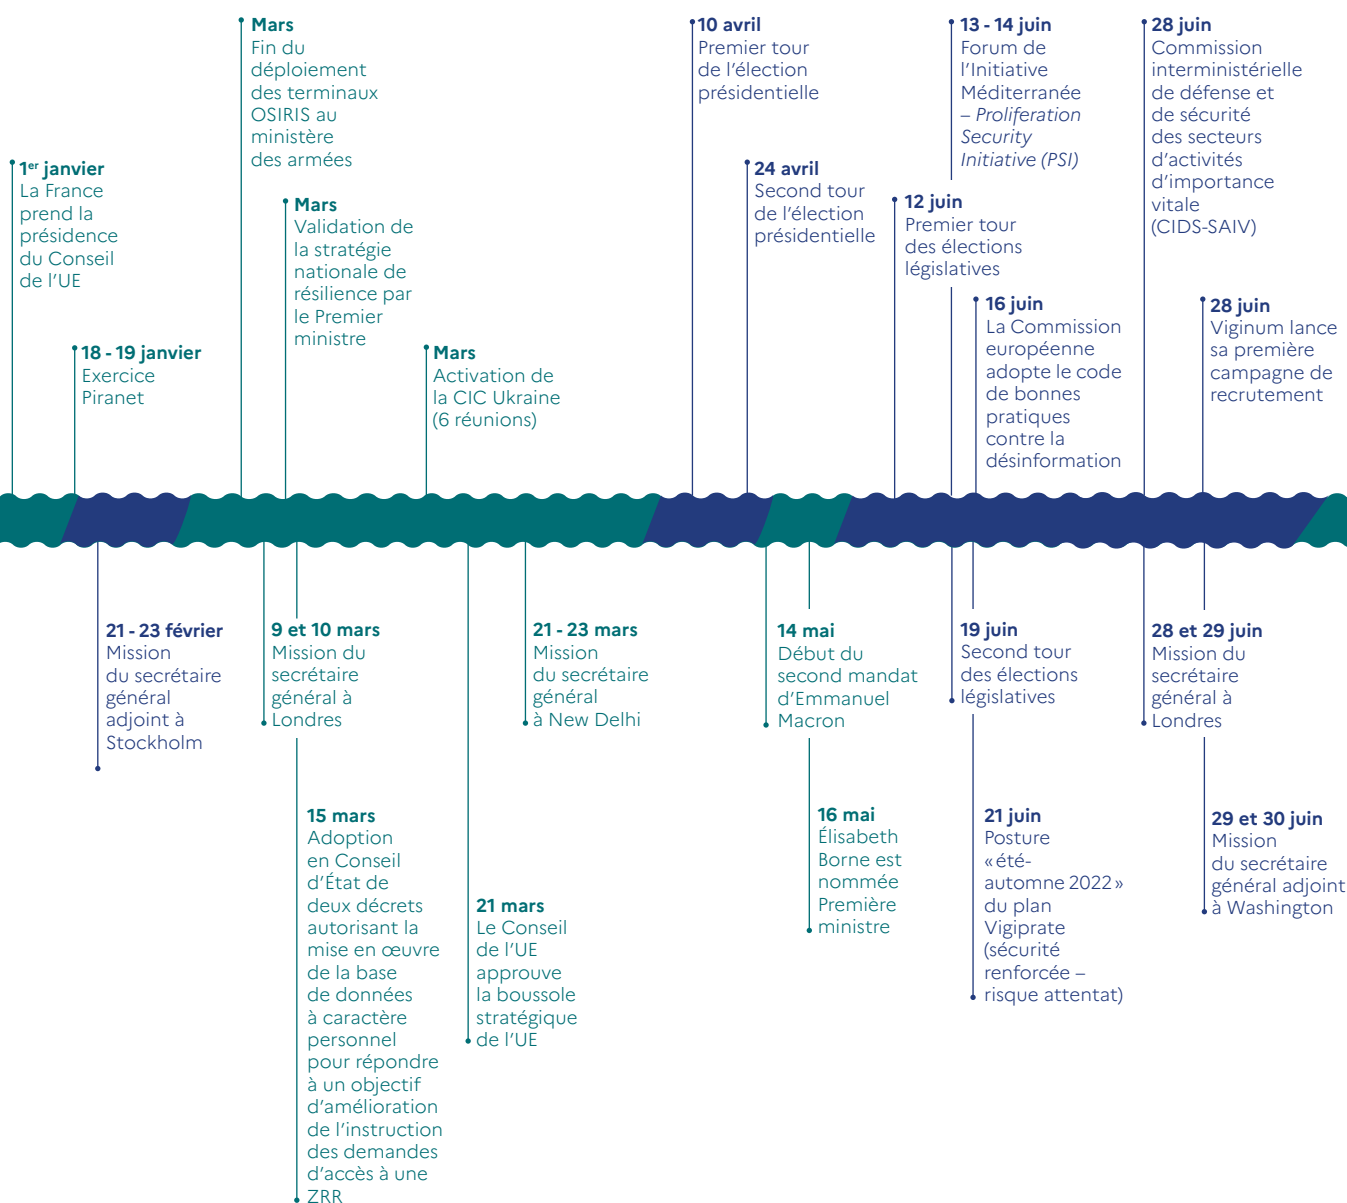 1er janvier
La France
prend la
présidence
du Conseil
de l'UE
18 - 19 janvier
Exercice
Piranet
Mars
Fin du
déploiement
des terminaux
OSIRIS au
ministère
des armées
Mars
Validation de
la stratégie
nationale de
résilience par
le Premier
ministre
Mars
Activation de
la CIC Ukraine
(6 réunions)
10 avril
Premier tour
de l'élection
présidentielle
24 avril
Second tour
de l'élection
présidentielle
12 juin
Premier tour
des élections
législatives
13 - 14 juin
Forum de
l'Initiative
Méditerranée
– Proliferation
Security
Initiative (PSI)
16 juin
La Commission
européenne
adopte le code
de bonnes
pratiques
contre la
désinformation
28 juin
Commission
interministérielle
de défense et
de sécurité
des secteurs
d'activités
d'importance
vitale
(CIDS-SAIV)
28 juin
Viginum lance
sa première
campagne de
recrutement
21 - 23 février
Mission
du secrétaire
général
adjoint à
Stockholm
9 et 10 mars
Mission du
secrétaire
général à
Londres
15 mars
Adoption
en Conseil
d'État de
deux décrets
autorisant la
mise en œuvre
de la base
de données
à caractère
personnel
pour répondre
à un objectif
d'amélioration
de l'instruction
des demandes
d'accès à une
ZRR
21 mars
Le Conseil
de l'UE
approuve
la boussole
stratégique
de l'UE
21 - 23 mars
Mission
du secrétaire
général
à New Delhi
14 mai
Début du
second mandat
d'Emmanuel
Macron
16 mai
Élisabeth
Borne est
nommée
Première
ministre
19 juin
Second tour
des élections
législatives
21 juin
Posture
« été-
automne 2022 »
du plan
Vigiprate
(sécurité
renforcée –
risque attentat)
28 et 29 juin
Mission du
secrétaire
général à
Londres
29 et 30 juin
Mission
du secrétaire
général adjoint
à Washington